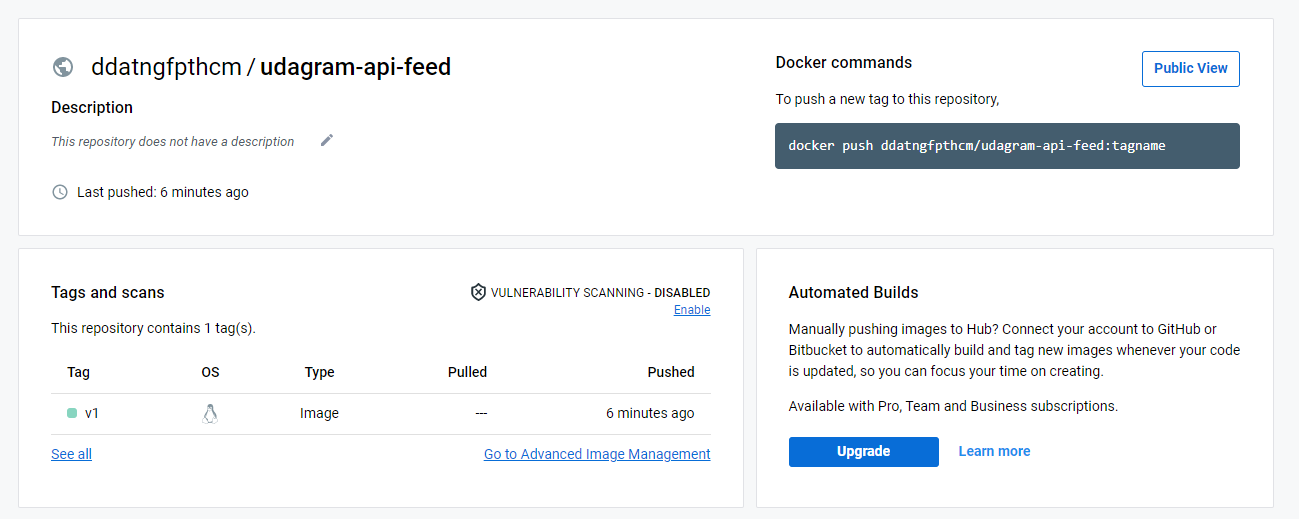 ddatngfpthcm / udagram-api-feed
Description
This repository does not have a description
Last pushed: 6 minutes ago
Docker commands
Public View
To push a new tag to this repository,
docker push ddatngfpthcm/udagram-api-feed:tagname
Tags and scans
VULNERABILITY SCANNING - DISABLED
Enable
This repository contains 1 tag(s).
Tag OS Type Pulled Pushed
v1 Image --- 6 minutes ago
See all
Go to Advanced Image Management
Automated Builds
Manually pushing images to Hub? Connect your account to GitHub or
Bitbucket to automatically build and tag new images whenever your code
is updated, so you can focus your time on creating.
Available with Pro, Team and Business subscriptions.
Upgrade Learn more